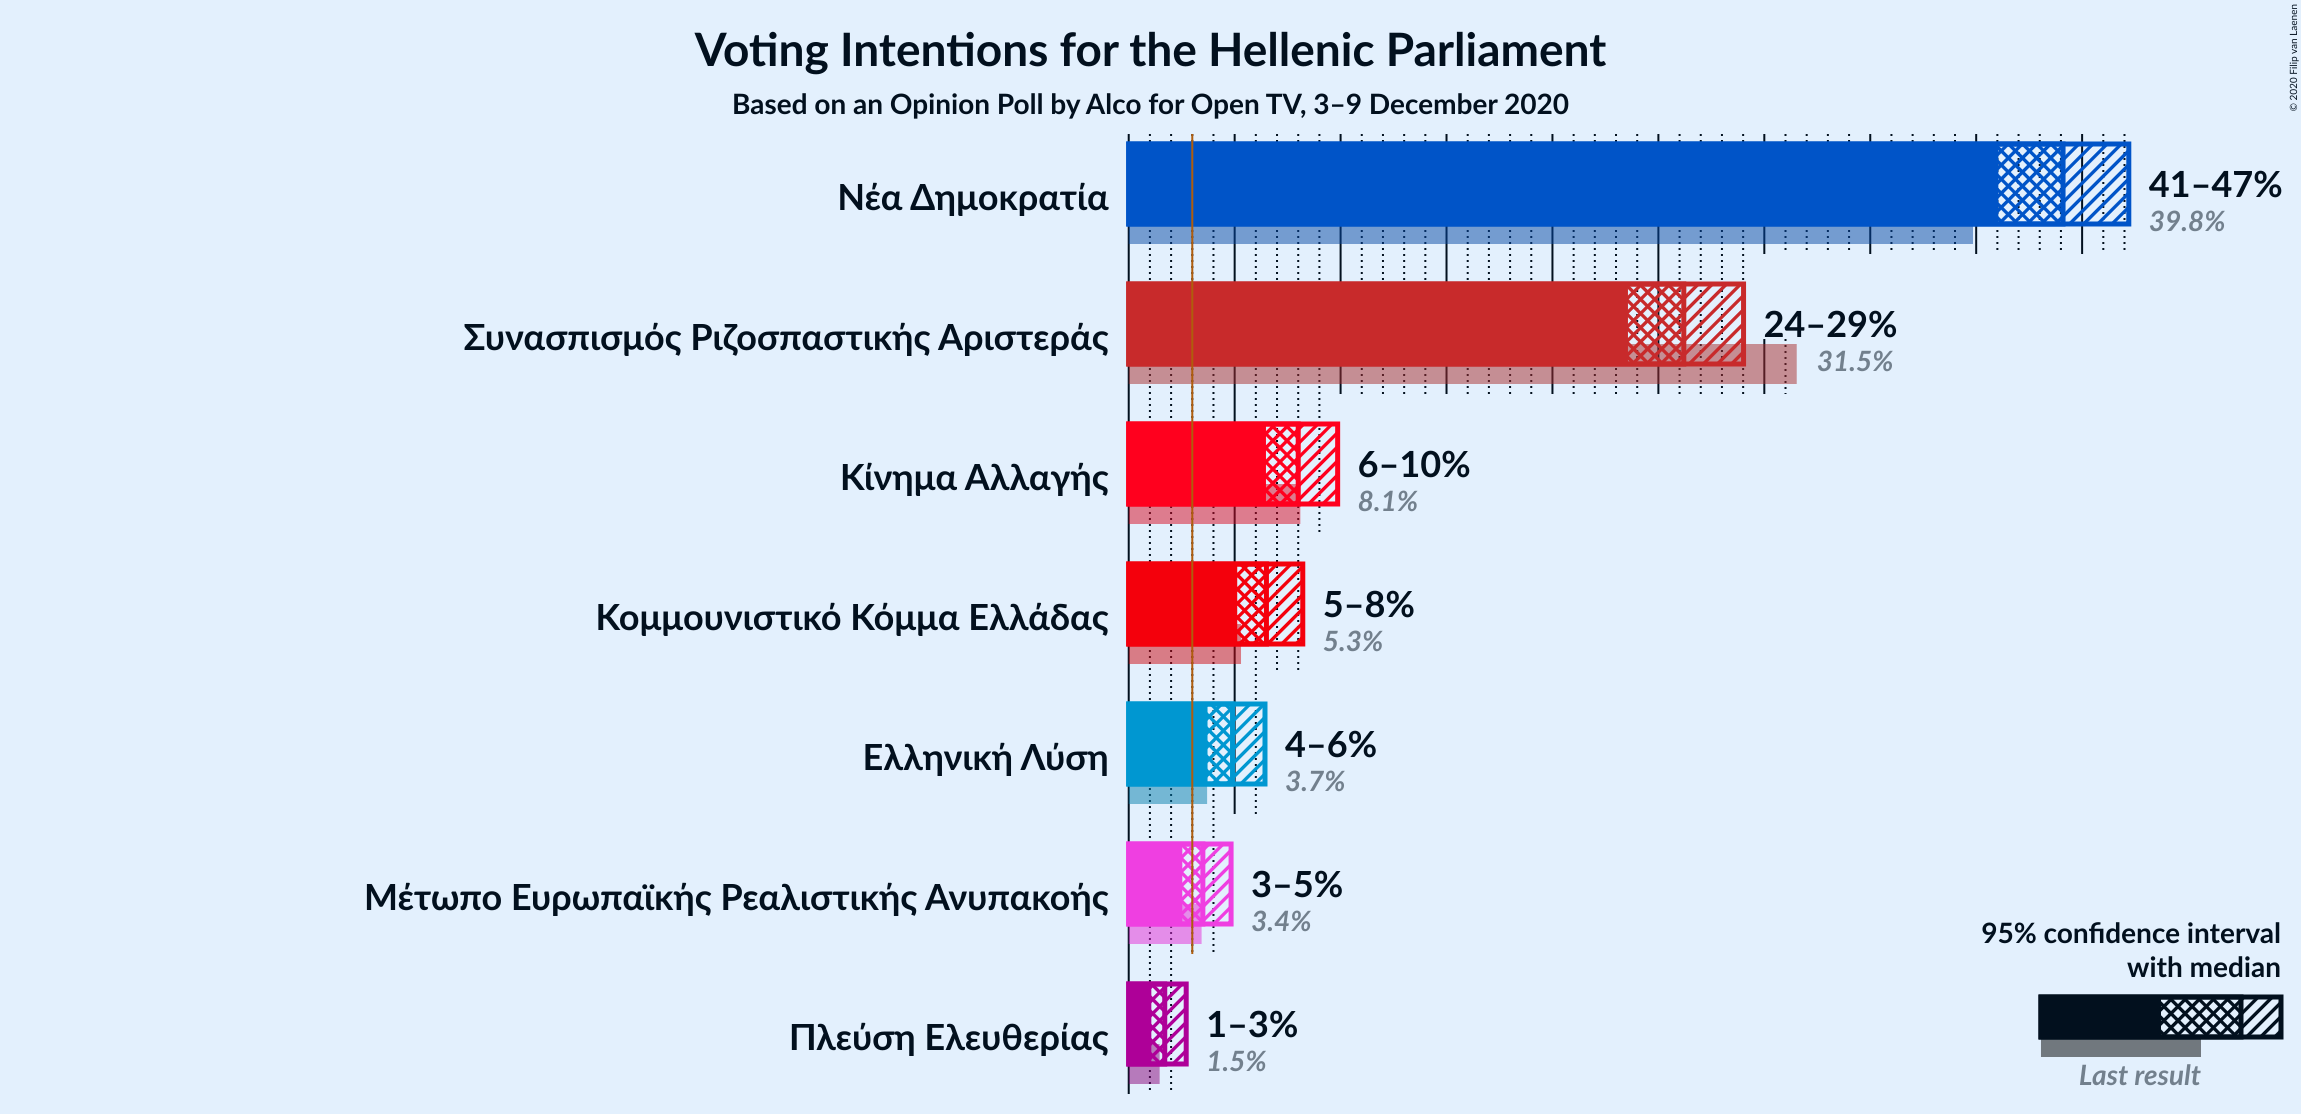 Voting Intentions for the Hellenic Parliament
Based on an Opinion Poll by Alco for Open TV, 3–9 December 2020
© 2020 Filip van Laenen
Νέα Δημοκρατία
41–47%
39.8%
Συνασπισμός Ριζοσπαστικής Αριστεράς
24–29%
31.5%
Κίνημα Αλλαγής
6–10%
8.1%
Κομμουνιστικό Κόμμα Ελλάδας
5–8%
5.3%
Ελληνική Λύση
4–6%
3.7%
Μέτωπο Ευρωπαϊκής Ρεαλιστικής Ανυπακοής
3–5%
3.4%
Πλεύση Ελευθερίας
1–3%
1.5%
95% confidence interval
with median
Last result